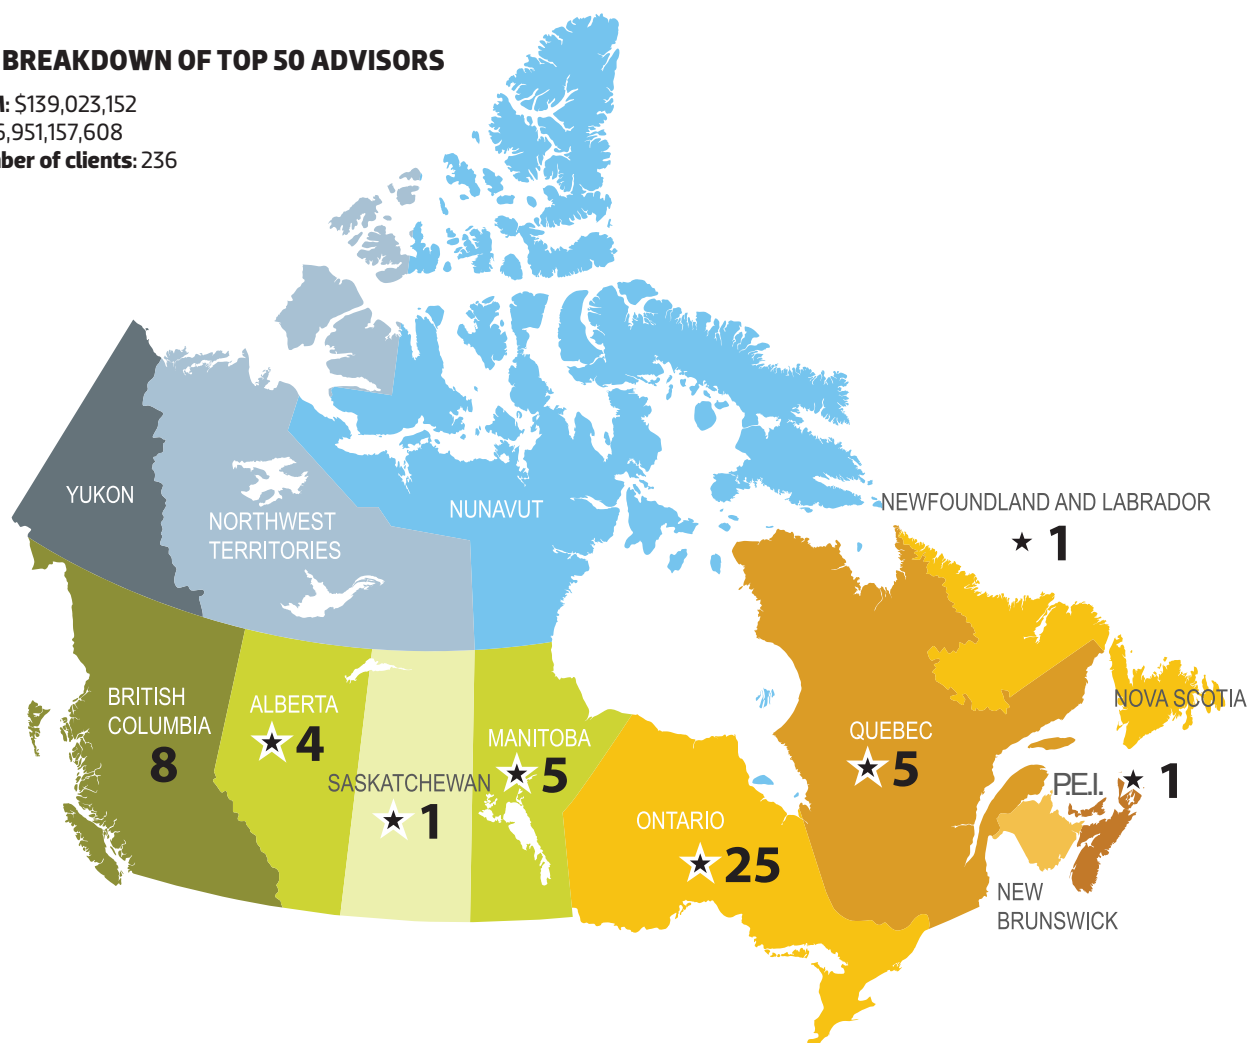 BREAKDOWN OF TOP 50 ADVISORS
: $139,023,152
5,951,157,608
ber of clients: 236
YUKON
NORTHWEST
TERRITORIES
NUNAVUT
NEWFOUNDLAND AND LABRADOR
1
BRITISH
COLUMBIA
8
ALBERTA
4
SASKATCHEWAN
1
MANITOBA
5
ONTARIO
25
QUEBEC
5
NOVA SCOTIA
P.E.I.
1
NEW
BRUNSWICK